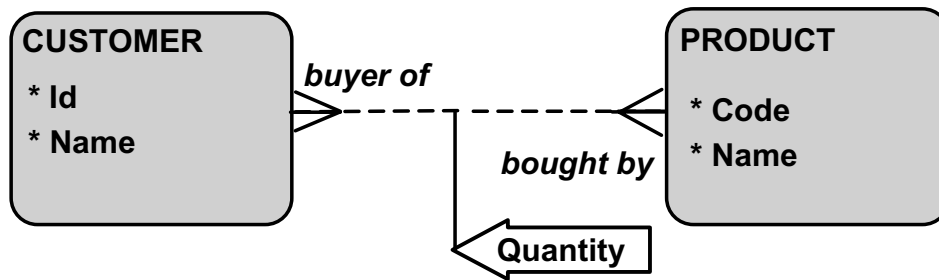 CUSTOMER
* Id
* Name
buyer of
bought by
PRODUCT
* Code
* Name
Quantity